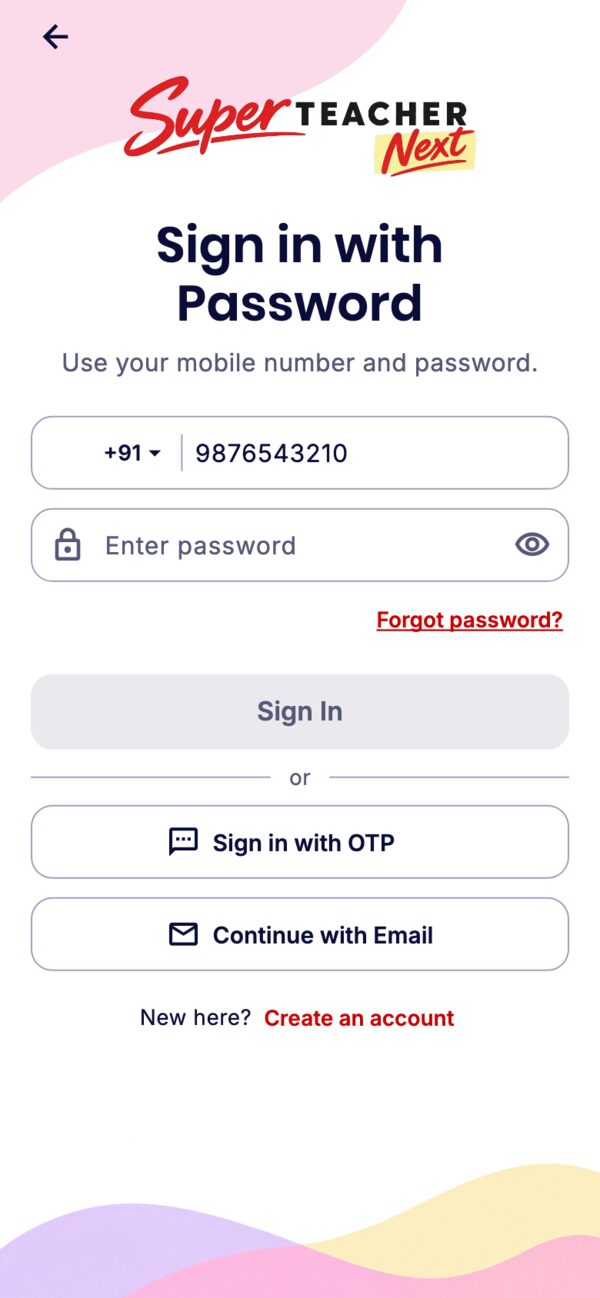 Super TEACHER
Next
Sign in with
Password
Use your mobile number and password.
+91 9876543210
Enter password
Forgot password?
Sign In
or
Sign in with OTP
Continue with Email
New here? Create an account